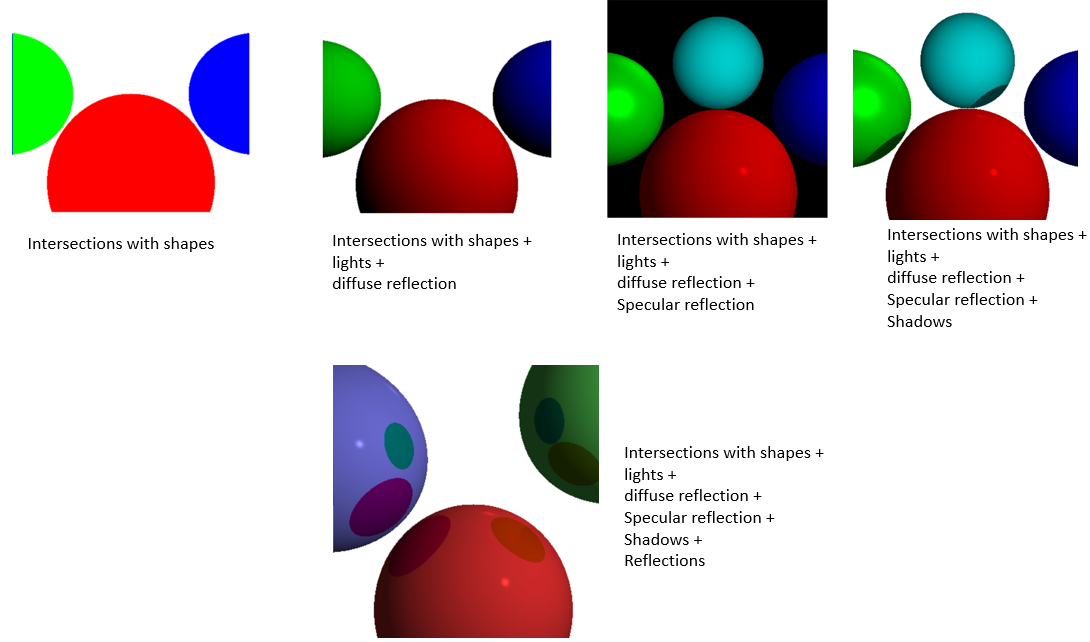 Intersections with shapes
Intersections with shapes +
lights +
diffuse reflection
Intersections with shapes +
lights +
diffuse reflection +
Specular reflection
Intersections with shapes +
lights +
diffuse reflection +
Specular reflection +
Shadows
Intersections with shapes +
lights +
diffuse reflection +
Specular reflection +
Shadows +
Reflections